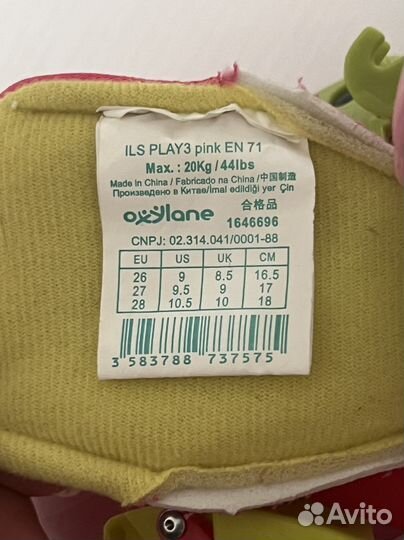 ILS PLAY3 pink EN 71
Max. : 20Kg / 44lbs
Made in China / Fabricado na China /中国制造
Произведено в Китае/İmal edildiği yer Çin
oxylane 合格品
1646696
CNPJ: 02.314.041/0001-88
EU US UK CM
26 9 8.5 16.5
27 9.5 9 17
28 10.5 10 18
3 583788 737575
Avito